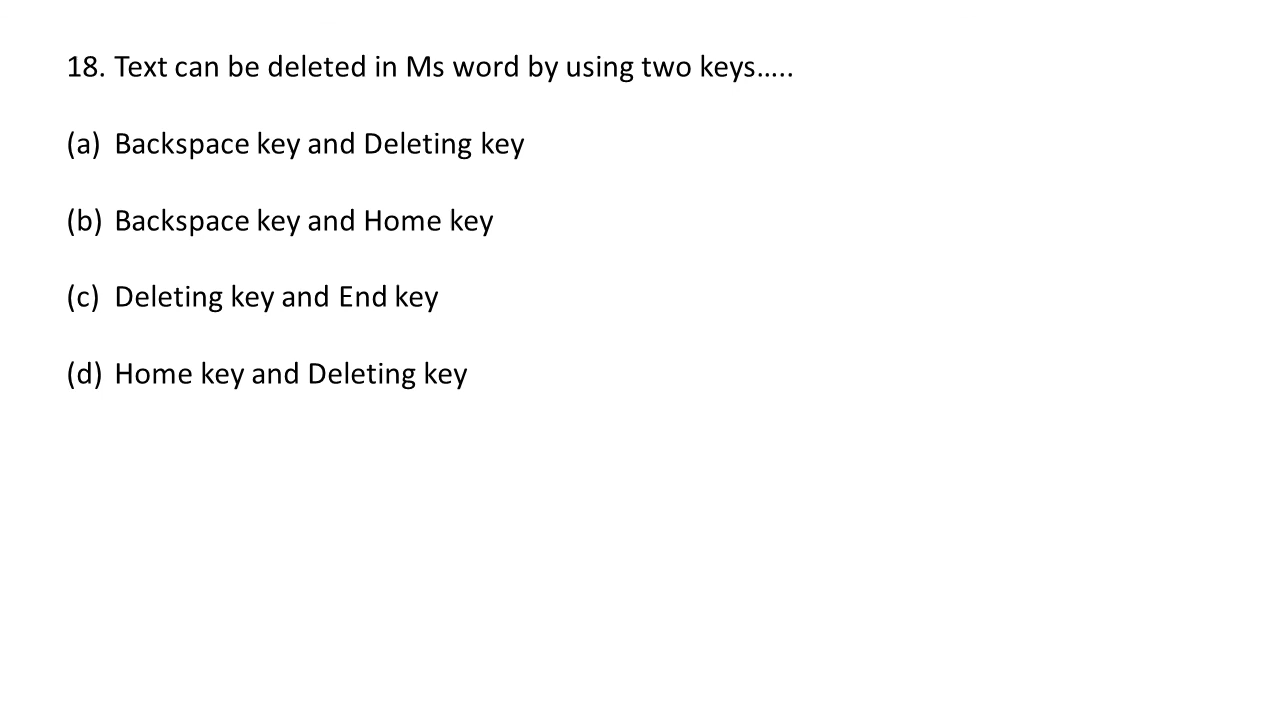 18. Text can be deleted in Ms word by using two keys.....
(a) Backspace key and Deleting key
(b) Backspace key and Home key
(c) Deleting key and End key
(d) Home key and Deleting key